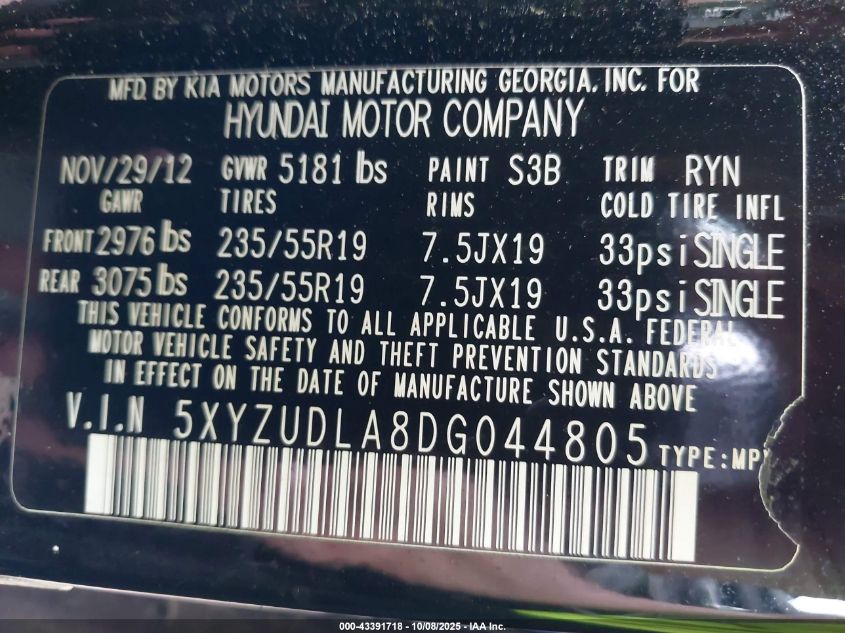 MFD. BY KIA MOTORS MANUFACTURING GEORGIA, INC. FOR
HYUNDAI MOTOR COMPANY
NOV/29/12 GVWR 5181 lbs PAINT S3B TRIM RYN
GAWR TIRES RIMS COLD TIRE INFL
FRONT 2976 lbs 235/55R19 7.5JX19 33psi SINGLE
REAR 3075 lbs 235/55R19 7.5JX19 33psi SINGLE
THIS VEHICLE CONFORMS TO ALL APPLICABLE U.S.A. FEDERAL
MOTOR VEHICLE SAFETY AND THEFT PREVENTION STANDARDS
IN EFFECT ON THE DATE OF MANUFACTURE SHOWN ABOVE
V.I.N 5XYZUDLA8DG044805 TYPE:MP
000-43391718 - 10/08/2025 - IAA Inc.